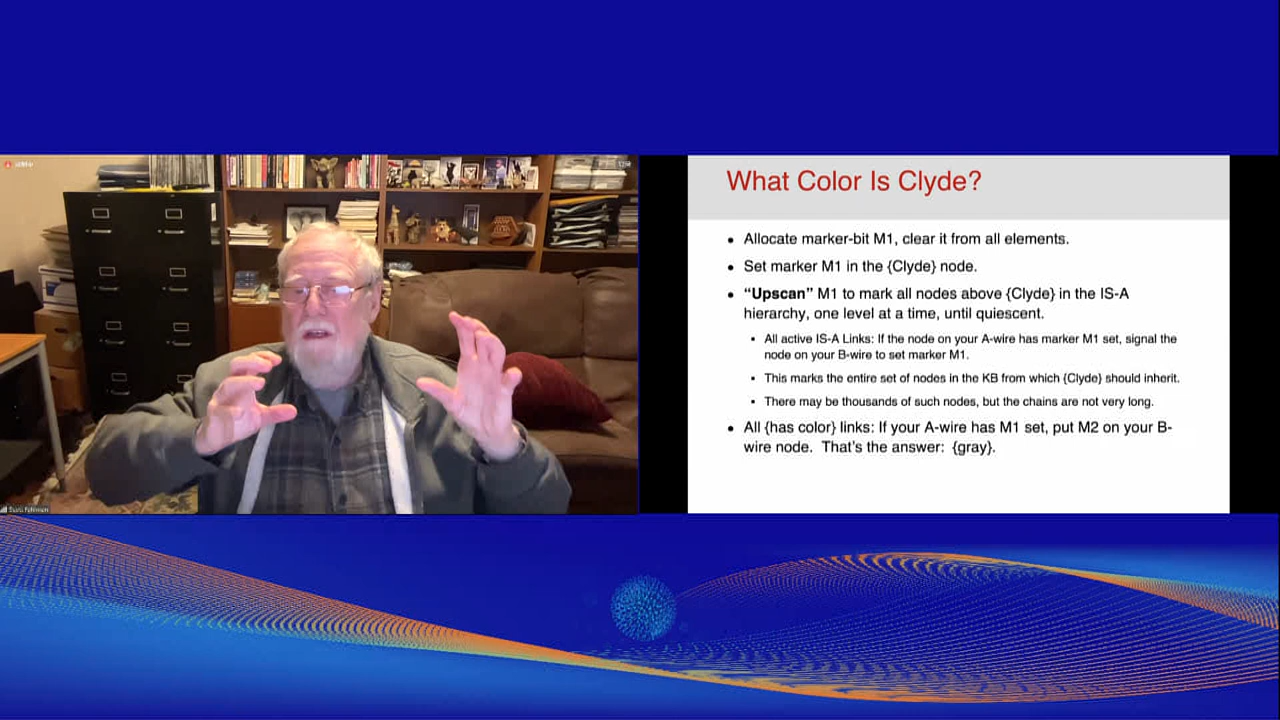 What Color Is Clyde?
• Allocate marker-bit M1, clear it from all elements.
• Set marker M1 in the {Clyde} node.
• “Upscan” M1 to mark all nodes above {Clyde} in the IS-A
hierarchy, one level at a time, until quiescent.
▪ All active IS-A Links: If the node on your A-wire has marker M1 set, signal the
node on your B-wire to set marker M1.
▪ This marks the entire set of nodes in the KB from which {Clyde} should inherit.
▪ There may be thousands of such nodes, but the chains are not very long.
• All {has color} links: If your A-wire has M1 set, put M2 on your B-
wire node. That's the answer: {gray}.
Scott Fahlman